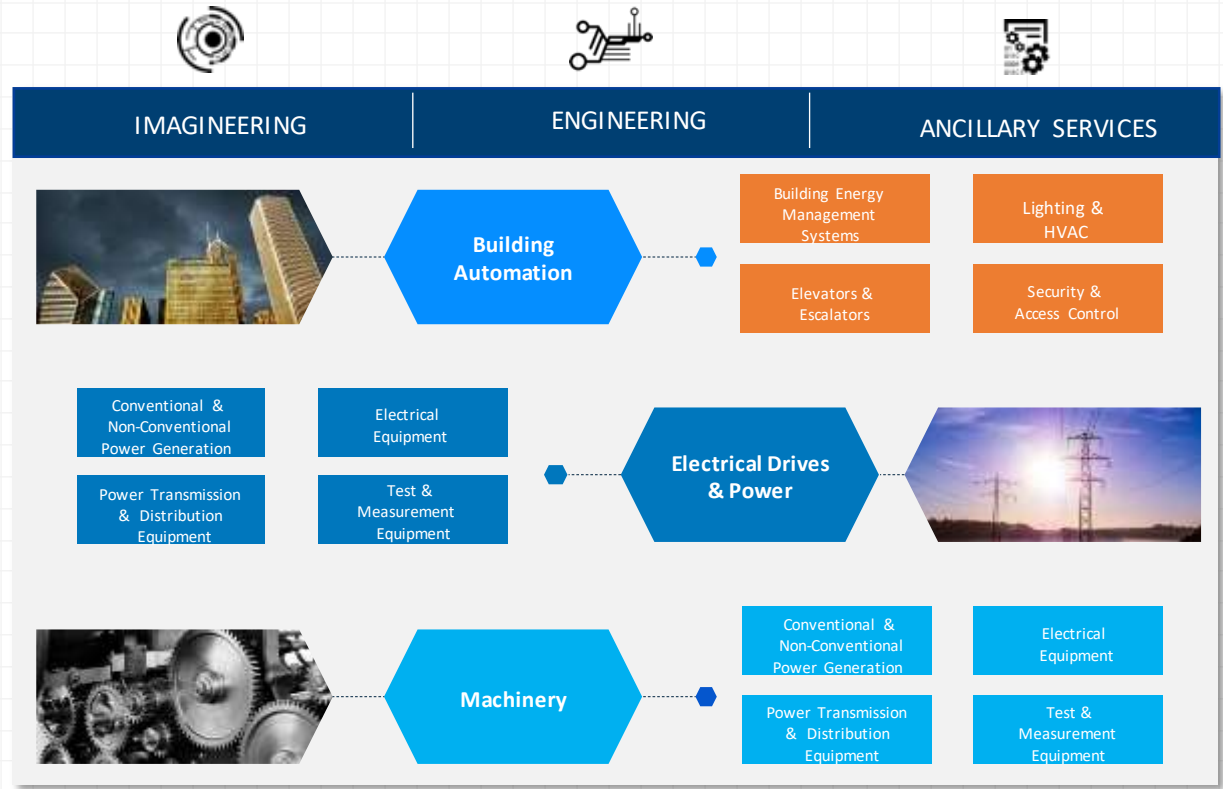 IMAGINEERING
ENGINEERING
ANCILLARY SERVICES
Building
Automation
Building Energy
Management
Systems
Lighting &
HVAC
Elevators &
Escalators
Security &
Access Control
Conventional &
Non-Conventional
Power Generation
Electrical
Equipment
Power Transmission
& Distribution
Equipment
Test &
Measurement
Equipment
Electrical Drives
& Power
Machinery
Conventional &
Non-Conventional
Power Generation
Electrical
Equipment
Power Transmission
& Distribution
Equipment
Test &
Measurement
Equipment